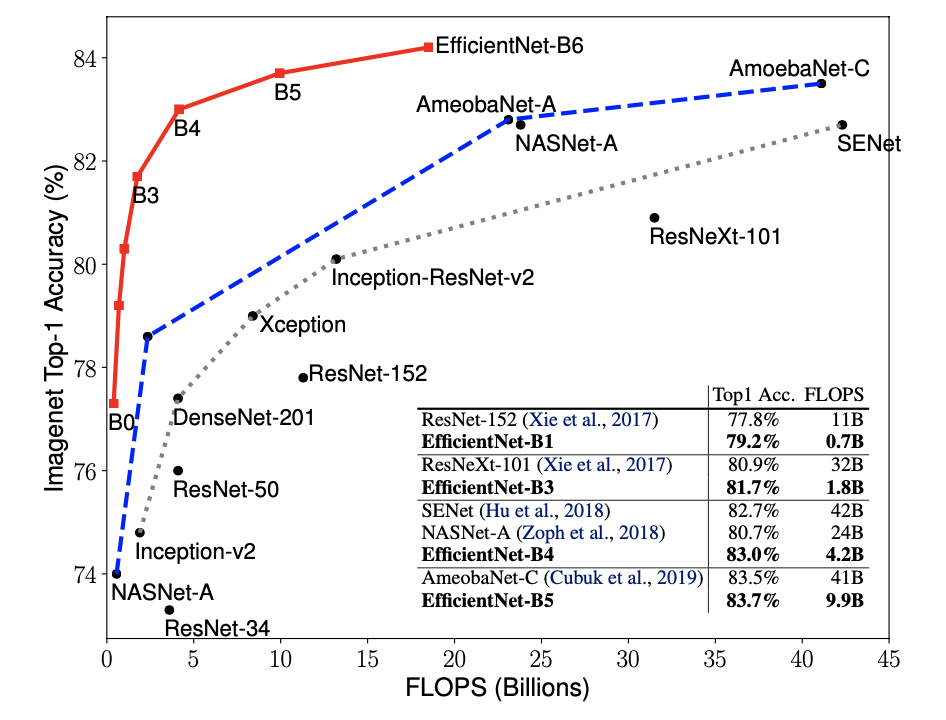 EfficientNet-B6
84
AmoebaNet-C
B5
AmeobaNet-A
B4
NASNet-A
SENet
82
B3
ResNeXt-101
80
Inception-ResNet-v2
Xception
78
ResNet-152
B0
DenseNet-201
76
ResNet-50
Inception-v2
74
NASNet-A
ResNet-34
Imagenet Top-1 Accuracy (%)
Top1 Acc. FLOPS
ResNet-152 (Xie et al., 2017) 77.8% 11B
EfficientNet-B1 79.2% 0.7B
ResNeXt-101 (Xie et al., 2017) 80.9% 32B
EfficientNet-B3 81.7% 1.8B
SENet (Hu et al., 2018) 82.7% 42B
NASNet-A (Zoph et al., 2018) 80.7% 24B
EfficientNet-B4 83.0% 4.2B
AmeobaNet-C (Cubuk et al., 2019) 83.5% 41B
EfficientNet-B5 83.7% 9.9B
0 5 10 15 20 25 30 35 40 45
FLOPS (Billions)